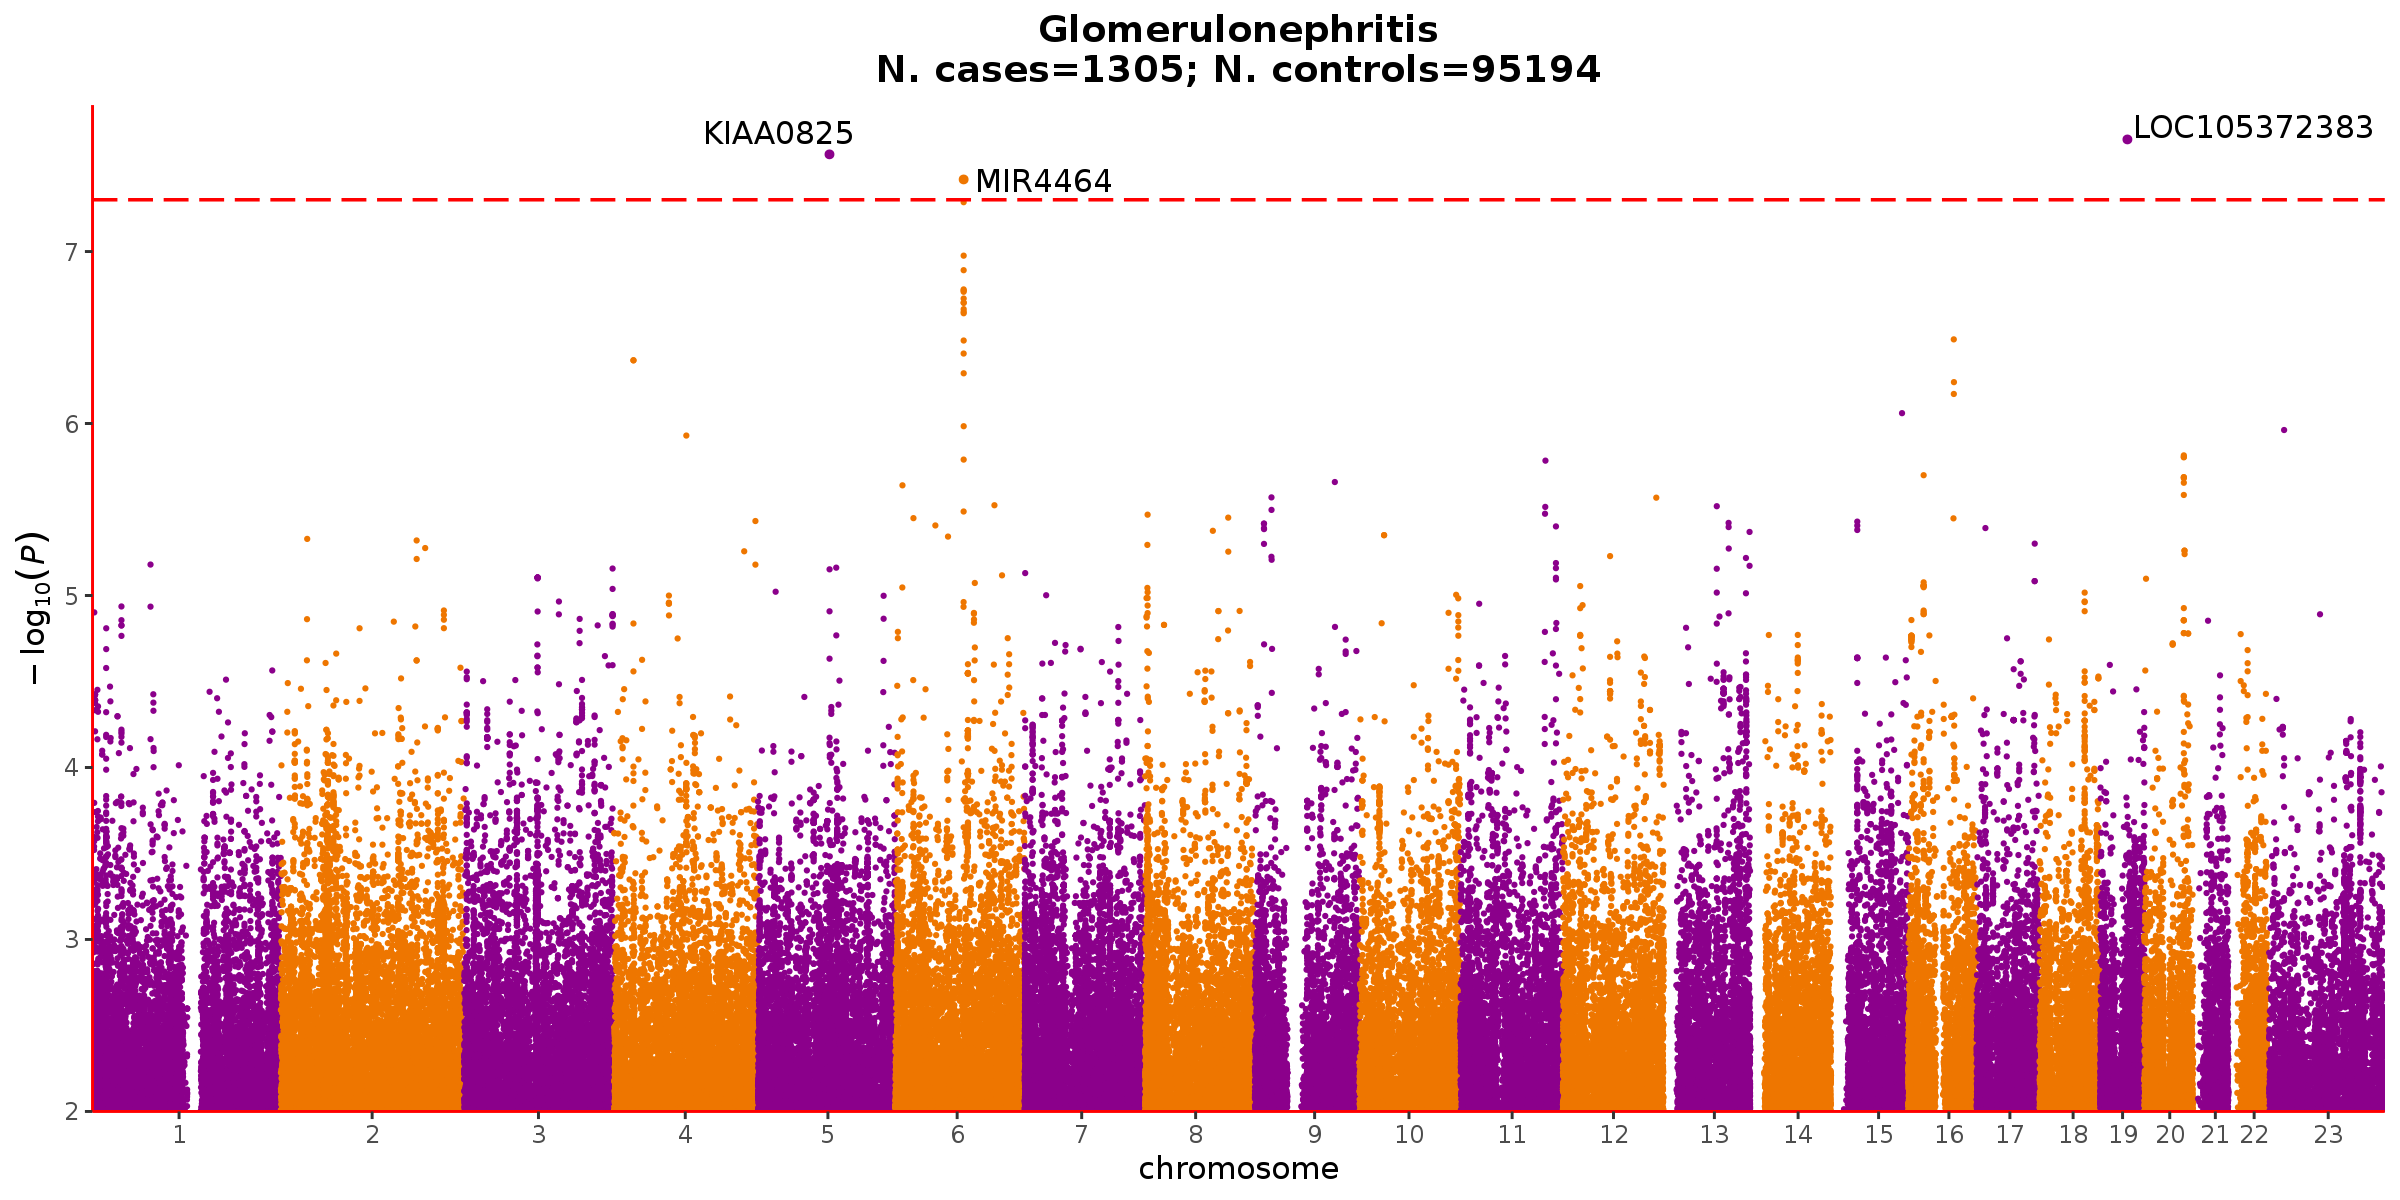 Glomerulonephritis
N. cases=1305; N. controls=95194
KIAA0825
LOC105372383
MIR4464
7
6
5
4
3
2
− log10(P)
1 2 3 4 5 6 7 8 9 10 11 12 13 14 15 16 17 18 19 20 21 22 23
chromosome